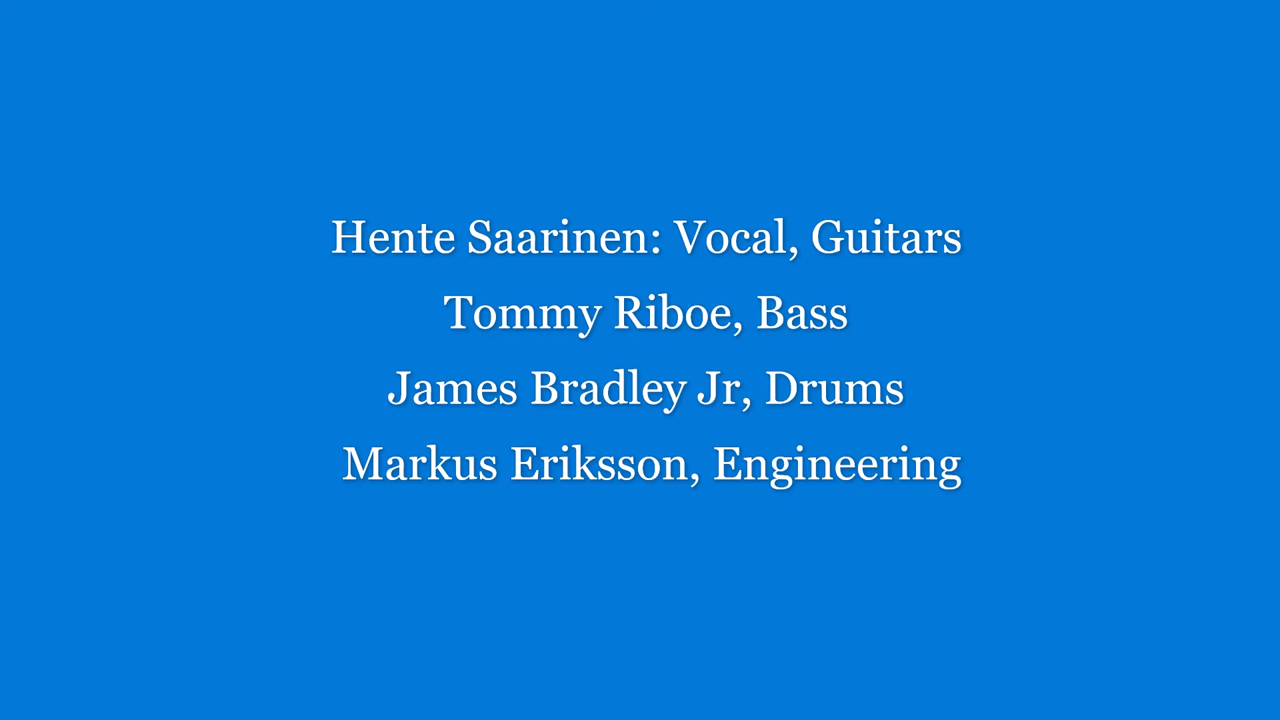 Hente Saarinen: Vocal, Guitars
Tommy Riboe, Bass
James Bradley Jr, Drums
Markus Eriksson, Engineering